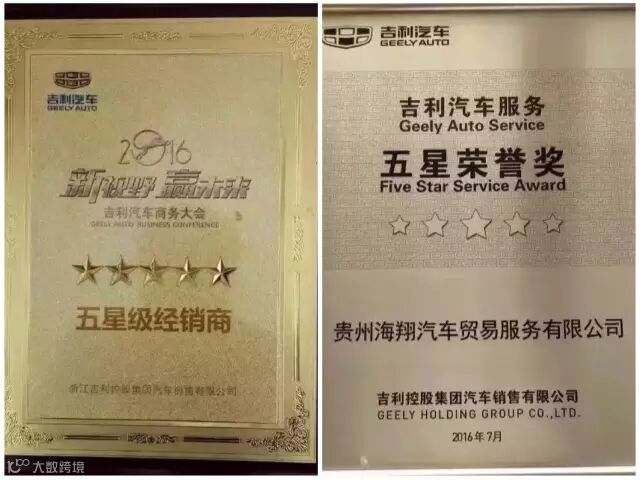 吉利汽车
GEELY AUTO
2016
新视野 赢未来
吉利汽车商务大会
GEELY AUTO BUSINESS CONFERENCE
五星级经销商
浙江吉利控股集团汽车销售有限公司
大数跨境
吉利汽车
GEELY AUTO
吉利汽车服务
Geely Auto Service
五星荣誉奖
Five Star Service Award
贵州海翔汽车贸易服务有限公司
吉利控股集团汽车销售有限公司
GEELY HOLDING GROUP CO.,LTD.
2016年7月